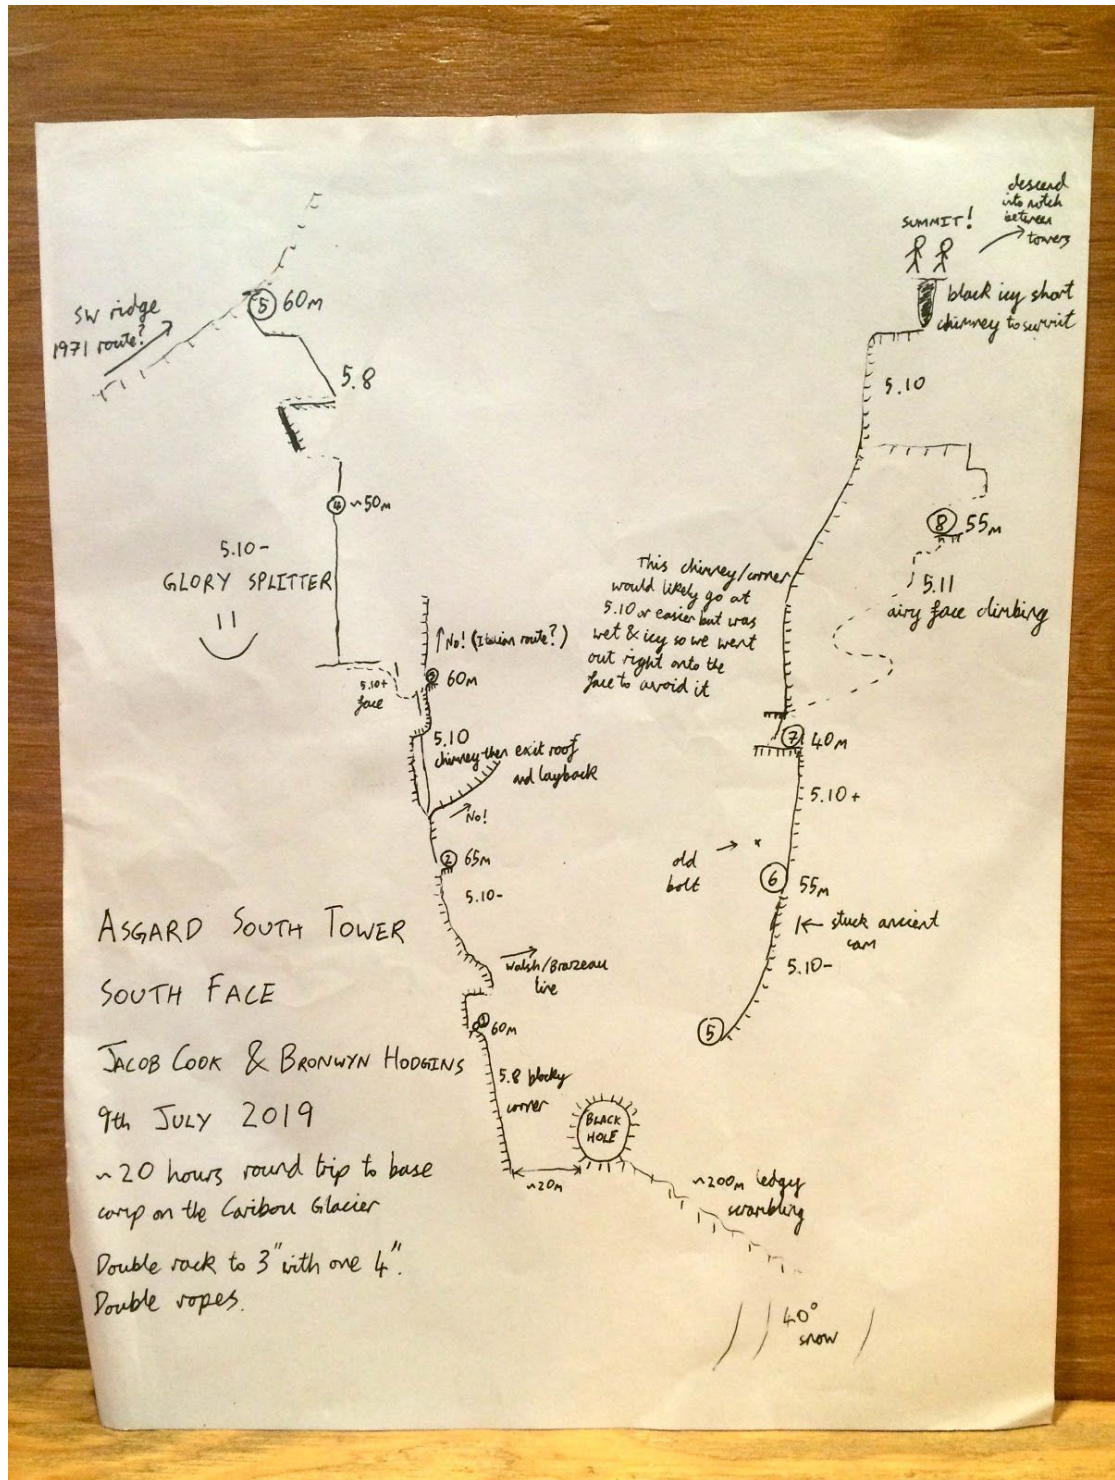 SW ridge
1971 route?
5 60m
5.8
4 ~50m
5.10-
GLORY SPLITTER
No! (Italian route?)
3 60m
5.10+
face
5.10
chimney then exit roof
and layback
No!
2 65m
5.10-
Walsh/Brazeau
line
1 60m
5.8 blocky
corner
BLACK
HOLE
~20m
~200m ledgy
scrambling
40°
snow
ASGARD SOUTH TOWER
SOUTH FACE
JACOB COOK & BRONWYN HODGINS
9th JULY 2019
~20 hours round trip to base
camp on the Caribou Glacier
Double rack to 3" with one 4".
Double ropes.
descend
into notch
between
towers
SUMMIT!
black icy short
chimney to summit
5.10
8 55m
5.11
airy face climbing
This chimney/corner
would likely go at
5.10 or easier but was
wet & icy so we went
out right onto the
face to avoid it
7 40m
5.10+
old
bolt
6 55m
stuck ancient
cam
5.10-
5